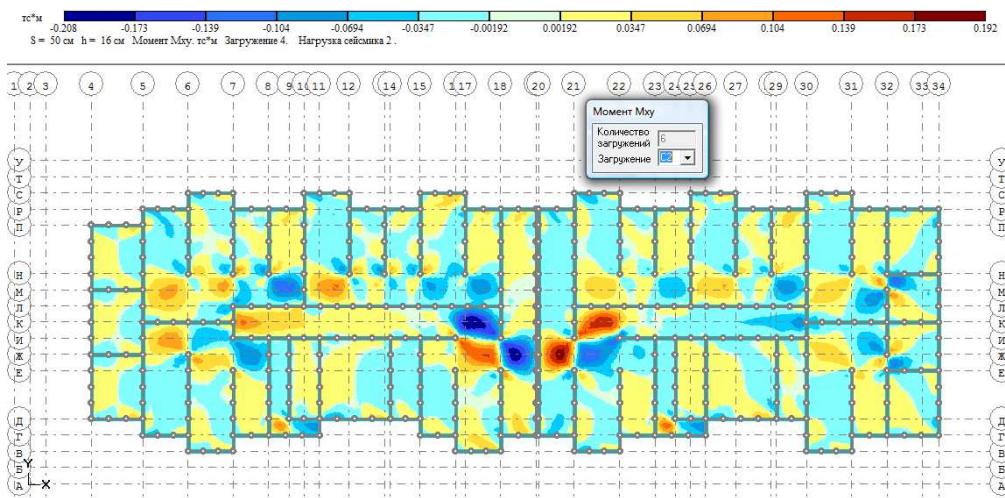 тс*м
-0.208 -0.173 -0.139 -0.104 -0.0694 -0.0347 -0.00192 0.00192 0.0347 0.0694 0.104 0.139 0.173 0.192
S = 50 см h = 16 см Момент Мху. тс*м Загружение 4. Нагрузка сейсмика 2 .
1 2 3 4 5 6 7 8 9 10 11 12 14 15 17 18 20 21 22 23 24 25 26 27 29 30 31 32 33 34
Момент Мху
Количество загружений 6
Загружение С2
У У
Т Т
С С
Р Р
П П
Н Н
М М
Л Л
К К
И И
Ж Ж
Е Е
Д Д
Г Г
В В
Б Б
А А
Y
X